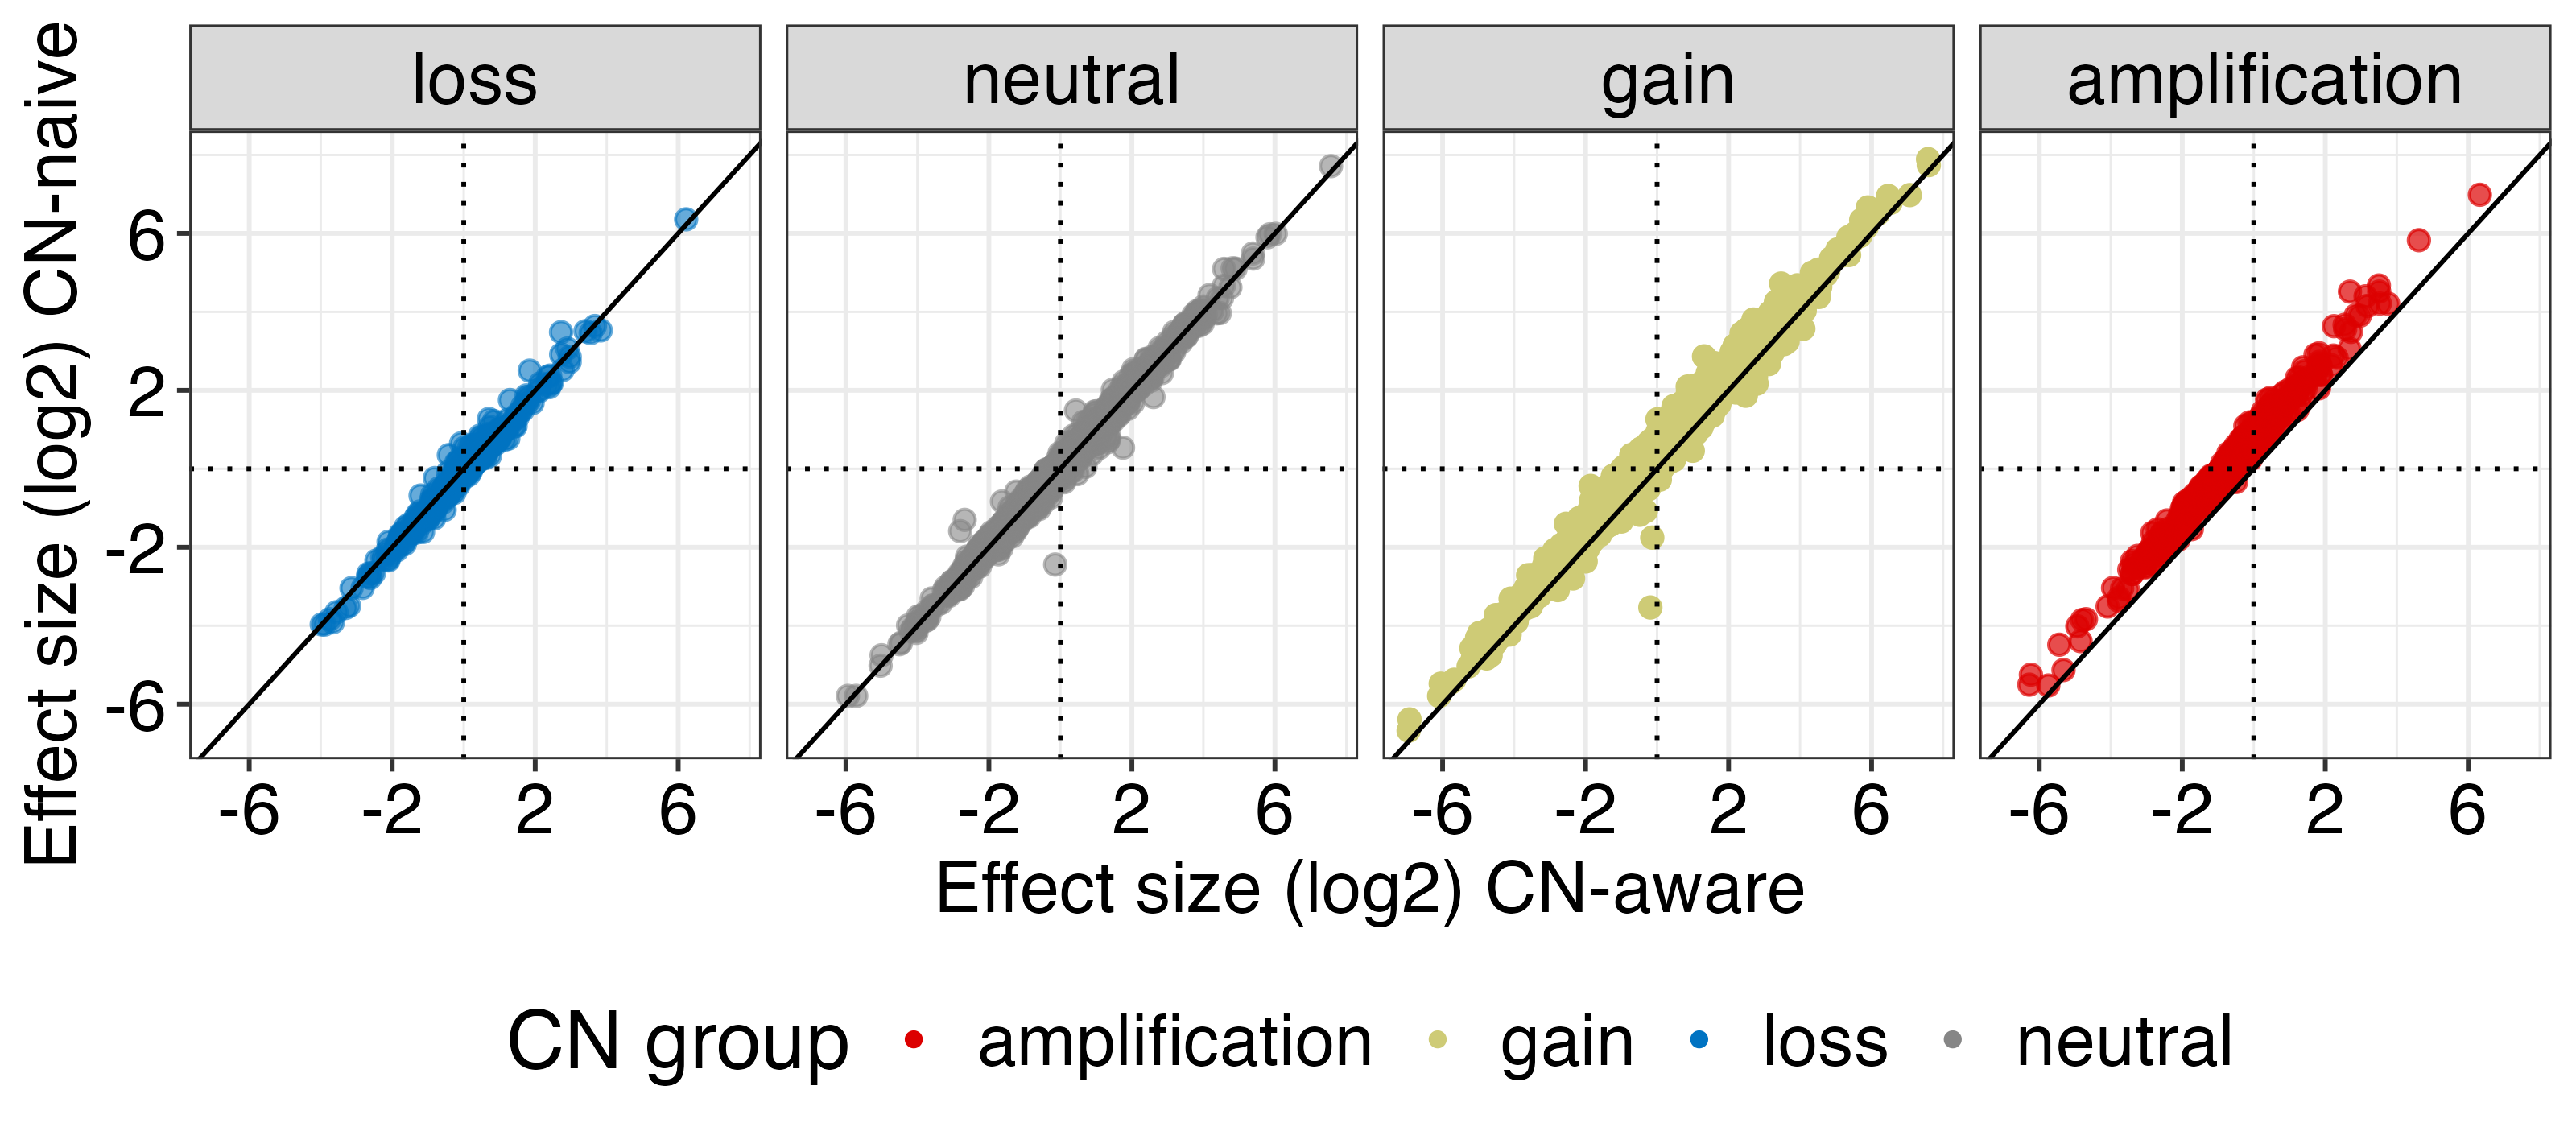 loss
neutral
gain
amplification
Effect size (log2) CN-naive
6
2
-2
-6
-6 -2 2 6
-6 -2 2 6
-6 -2 2 6
-6 -2 2 6
Effect size (log2) CN-aware
CN group amplification gain loss neutral